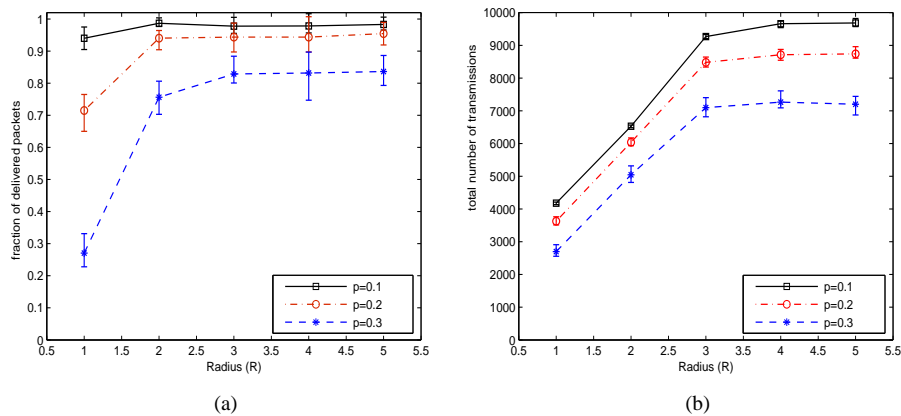 1
0.9
0.8
0.7
0.6
0.5
0.4
0.3
0.2
0.1
0
0.5 1 1.5 2 2.5 3 3.5 4 4.5 5 5.5
fraction of delivered packets
Radius (R)
p=0.1
p=0.2
p=0.3
(a)
10000
9000
8000
7000
6000
5000
4000
3000
2000
1000
0
0.5 1 1.5 2 2.5 3 3.5 4 4.5 5 5.5
total number of transmissions
Radius (R)
p=0.1
p=0.2
p=0.3
(b)